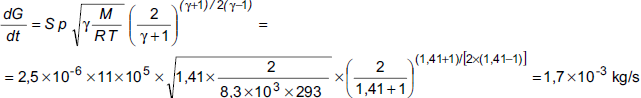 dG/dt = S p √(γ M/(R T)) (2/(γ+1))^((γ+1)/2(γ–1)) =
= 2,5×10^-6 ×11×10^5 × √(1,41× 2/(8,3×10^3 ×293)) × (2/(1,41+1))^((1,41+1)/[2×(1,41–1)]) =1,7×10^-3 kg/s